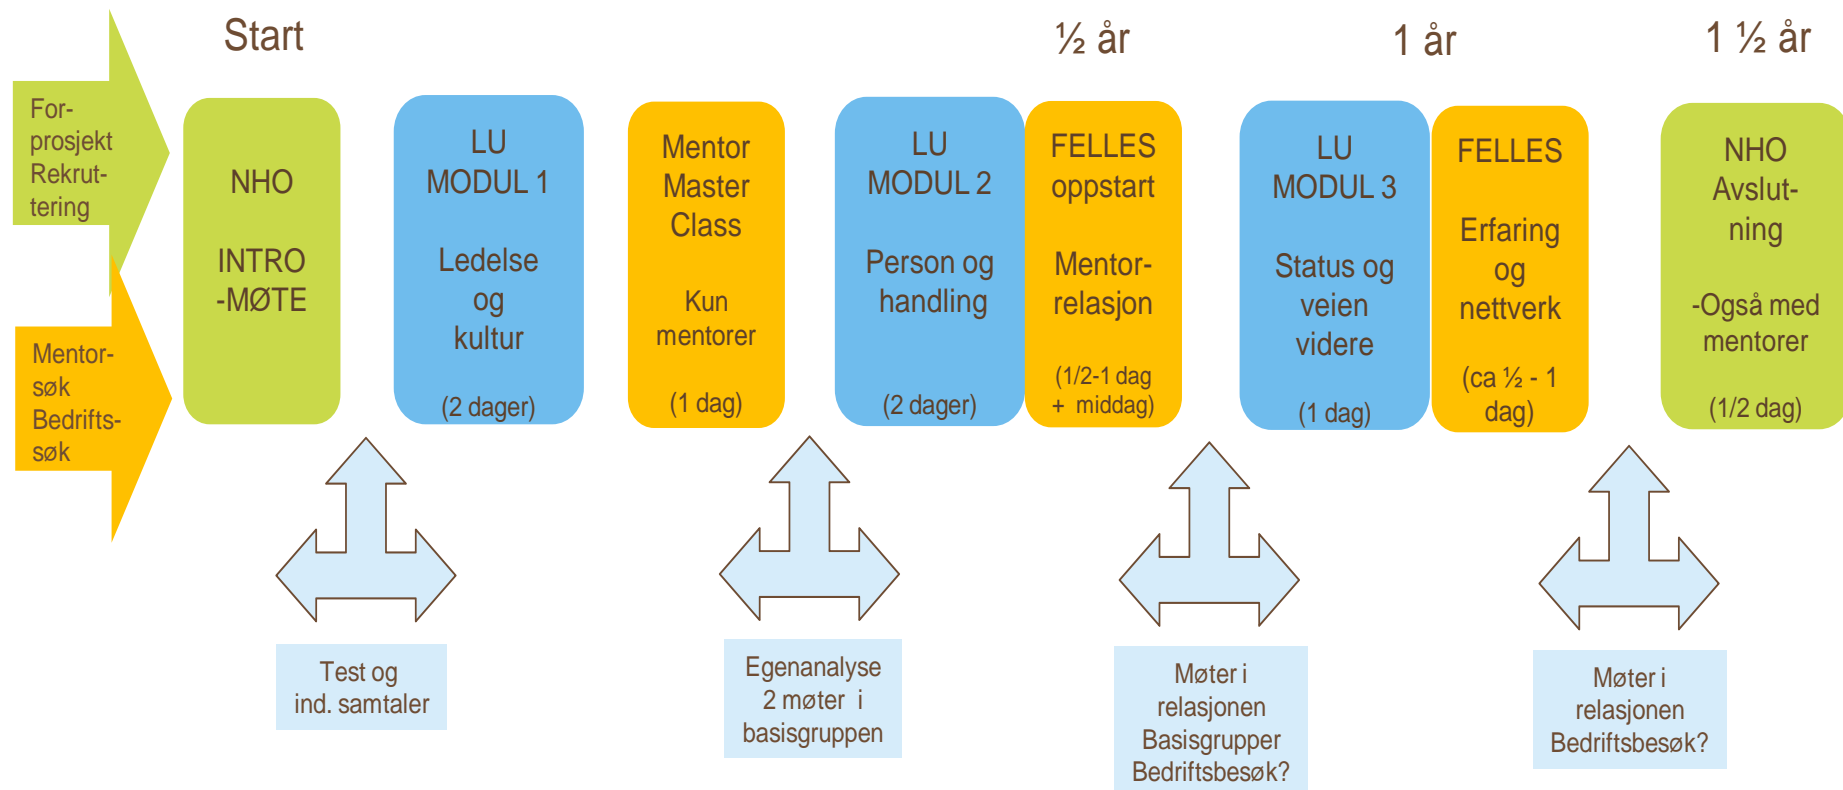 Start
½ år
1 år
1 ½ år
For-
prosjekt
Rekrut-
tering
Mentor-
søk
Bedrifts-
søk
NHO
INTRO
-MØTE
LU
MODUL 1
Ledelse
og
kultur
(2 dager)
Mentor
Master
Class
Kun
mentorer
(1 dag)
LU
MODUL 2
Person og
handling
(2 dager)
FELLES
oppstart
Mentor-
relasjon
(1/2-1 dag
+ middag)
LU
MODUL 3
Status og
veien
videre
(1 dag)
FELLES
Erfaring
og
nettverk
(ca ½ - 1
dag)
NHO
Avslut-
ning
-Også med
mentorer
(1/2 dag)
Test og
ind. samtaler
Egenanalyse
2 møter i
basisgruppen
Møter i
relasjonen
Basisgrupper
Bedriftsbesøk?
Møter i
relasjonen
Bedriftsbesøk?